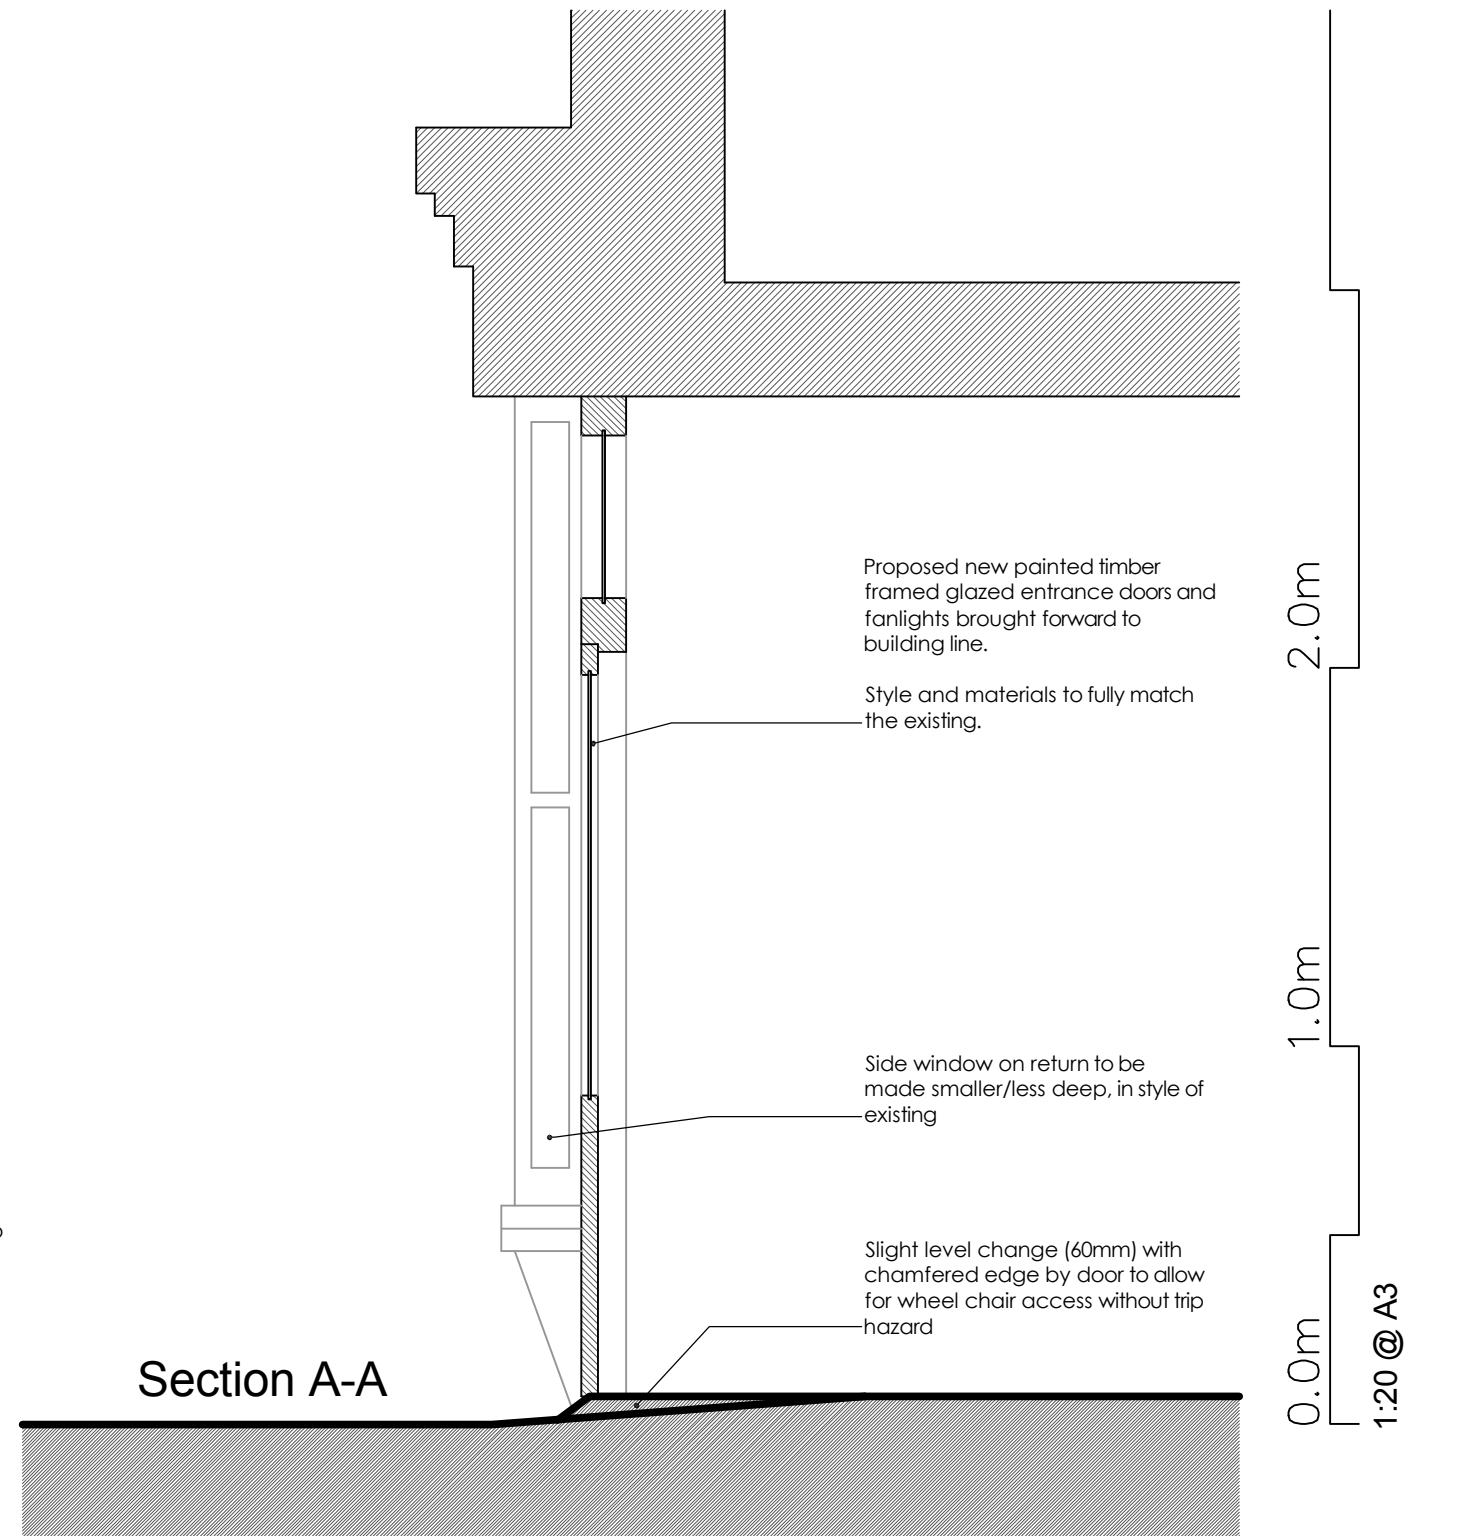 Proposed new painted timber
framed glazed entrance doors and
fanlights brought forward to
building line.
Style and materials to fully match
the existing.
Side window on return to be
made smaller/less deep, in style of
existing
Slight level change (60mm) with
chamfered edge by door to allow
for wheel chair access without trip
hazard
Section A-A
2.0m
1.0m
0.0m
1:20 @ A3